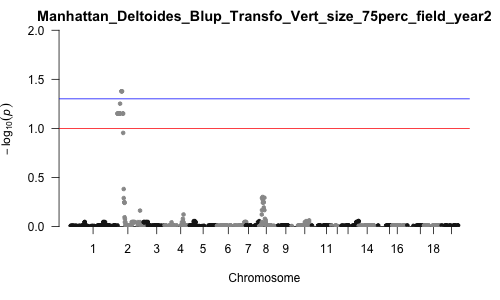 Manhattan_Deltoides_Blup_Transfo_Vert_size_75perc_field_year2
2.0
1.5
1.0
0.5
0.0
− log10(p)
1 2 3 4 5 6 7 8 9 11 14 16 18
Chromosome